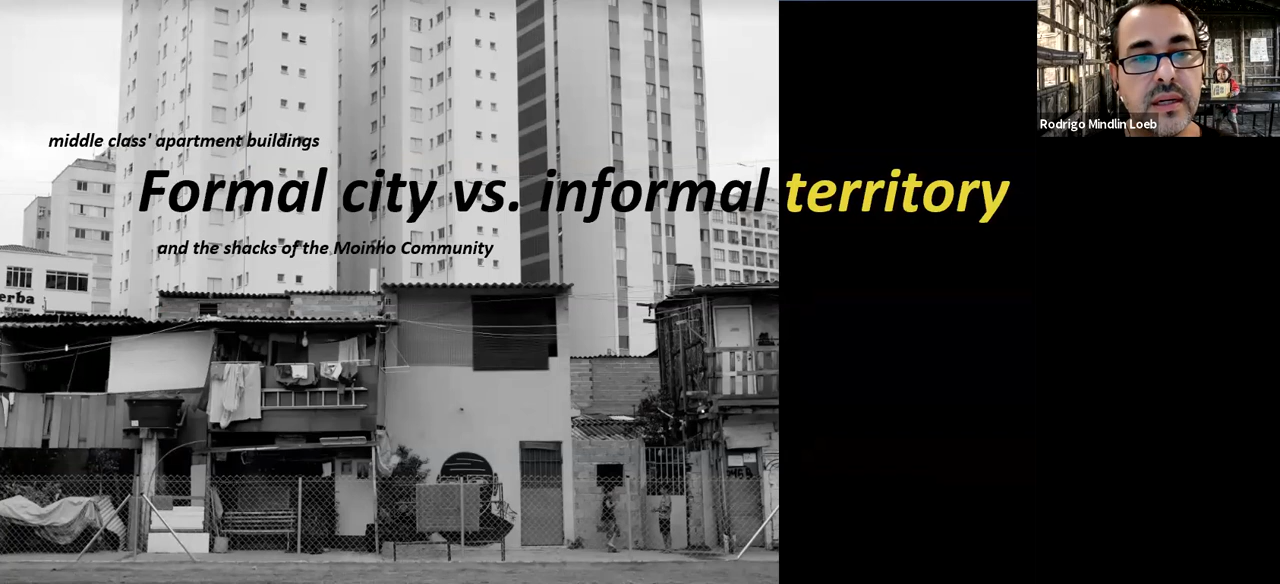 middle class' apartment buildings
Formal city vs. informal territory
and the shacks of the Moinho Community
erba
Rodrigo Mindlin Loeb